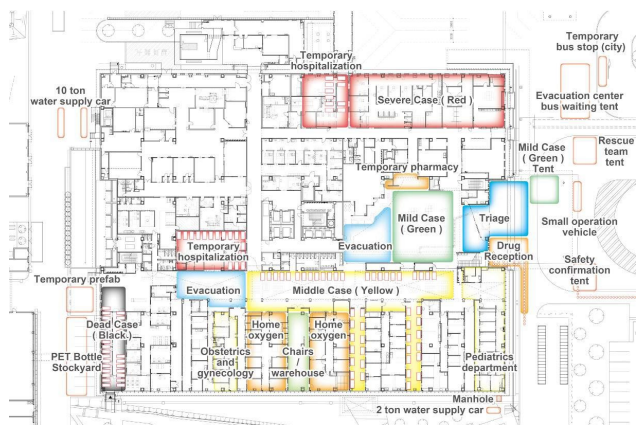 Temporary
hospitalization
Temporary
bus stop (city)
10 ton
water supply car
Severe Case ( Red )
Evacuation center
bus waiting tent
Mild Case
( Green )
Tent
Rescue
team
tent
Temporary pharmacy
Mild Case
( Green )
Triage
Small operation
vehicle
Evacuation
Temporary
hospitalization
Drug
Reception
Safety
confirmation
tent
Temporary prefab
Evacuation
Middle Case ( Yellow )
Dead Case
( Black )
Home
oxygen
Home
oxygen
PET Bottle
Stockyard
Obstetrics
and
gynecology
Chairs
warehouse
Pediatrics
department
Manhole
2 ton water supply car